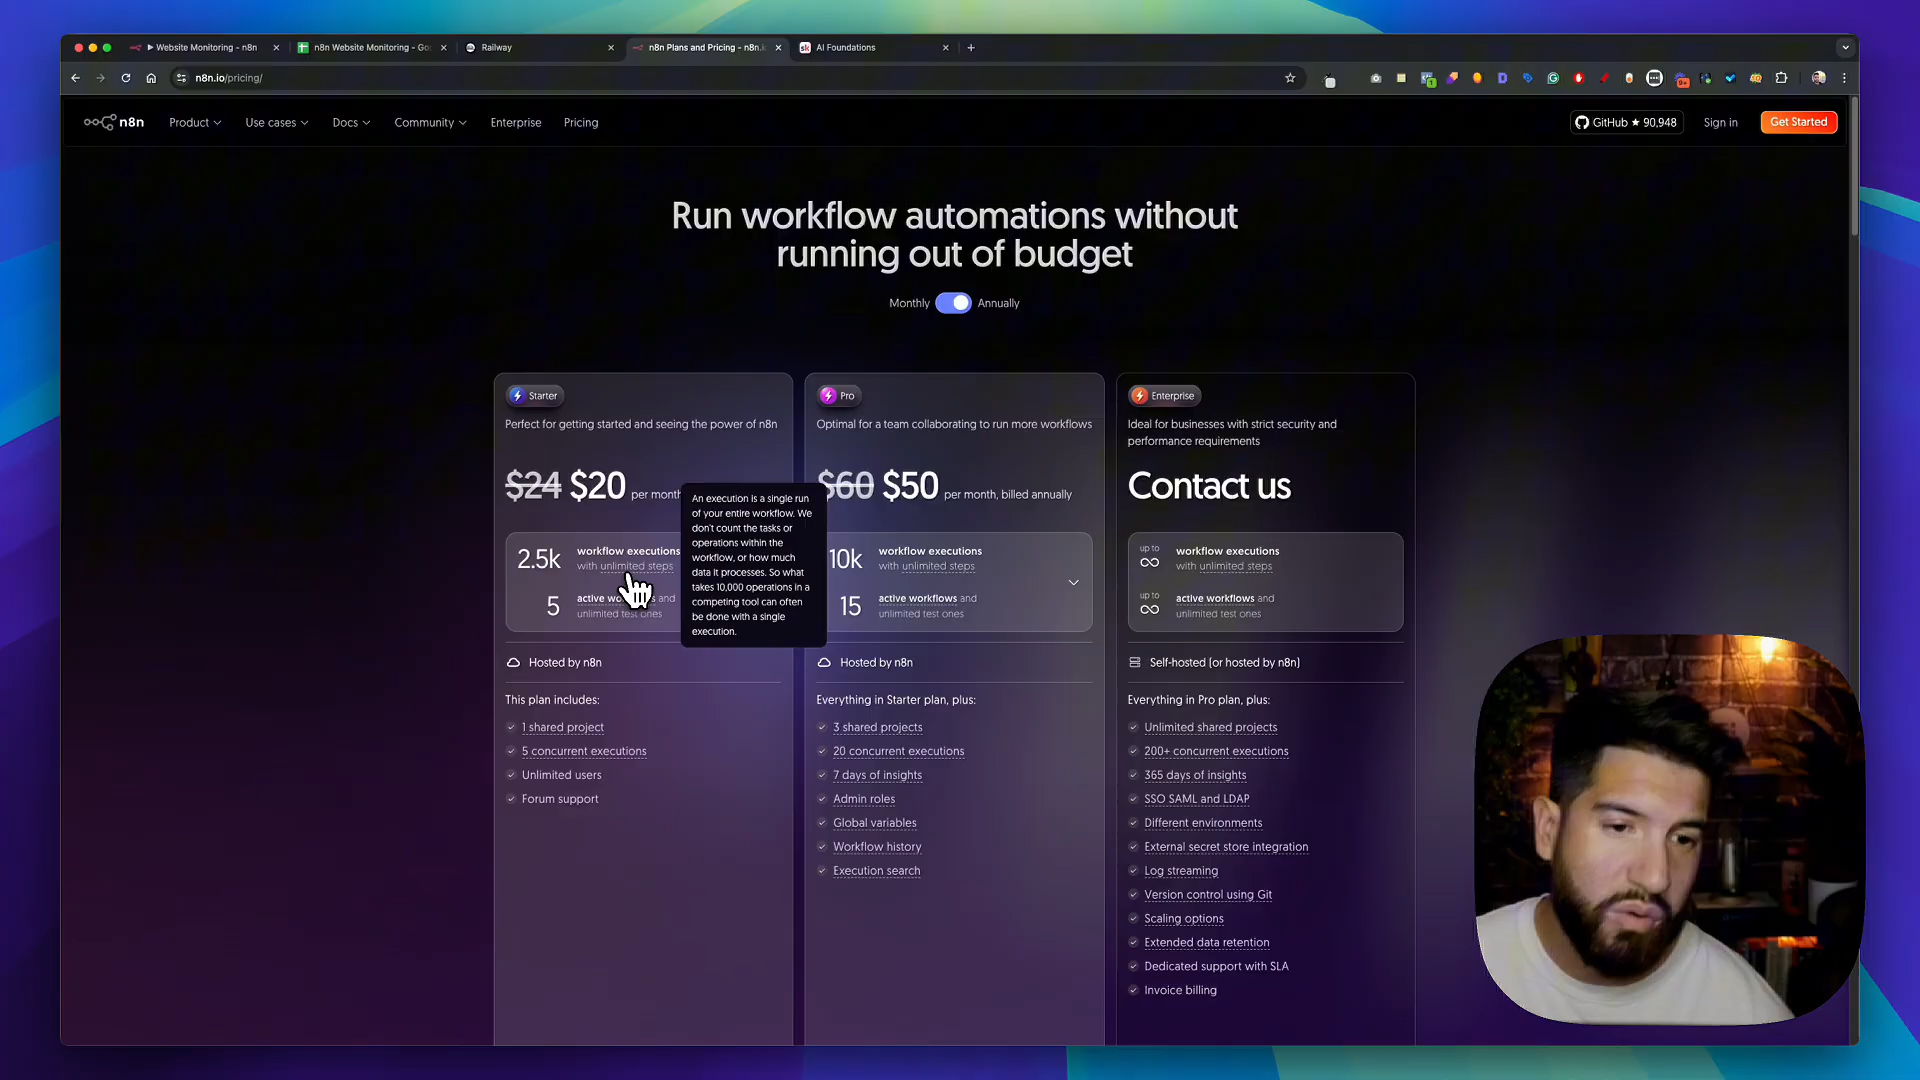 Website Monitoring - n8n
n8n Website Monitoring - Go
Railway
n8n Plans and Pricing - n8n.i
AI Foundations
n8n.io/pricing/
n8n
Product
Use cases
Docs
Community
Enterprise
Pricing
GitHub ★ 90,948
Sign in
Get Started
Run workflow automations without
running out of budget
Monthly
Annually
Starter
Perfect for getting started and seeing the power of n8n
$24 $20 per month
2.5k
workflow executions
with unlimited steps
5
active wo
and
unlimited test ones
Hosted by n8n
This plan includes:
1 shared project
5 concurrent executions
Unlimited users
Forum support
An execution is a single run
of your entire workflow. We
don't count the tasks or
operations within the
workflow, or how much
data it processes. So what
takes 10,000 operations in a
competing tool can often
be done with a single
execution.
Pro
Optimal for a team collaborating to run more workflows
$60 $50 per month, billed annually
10k
workflow executions
with unlimited steps
15
active workflows and
unlimited test ones
Hosted by n8n
Everything in Starter plan, plus:
3 shared projects
20 concurrent executions
7 days of insights
Admin roles
Global variables
Workflow history
Execution search
Enterprise
Ideal for businesses with strict security and
performance requirements
Contact us
up to
∞
workflow executions
with unlimited steps
up to
∞
active workflows and
unlimited test ones
Self-hosted (or hosted by n8n)
Everything in Pro plan, plus:
Unlimited shared projects
200+ concurrent executions
365 days of insights
SSO SAML and LDAP
Different environments
External secret store integration
Log streaming
Version control using Git
Scaling options
Extended data retention
Dedicated support with SLA
Invoice billing